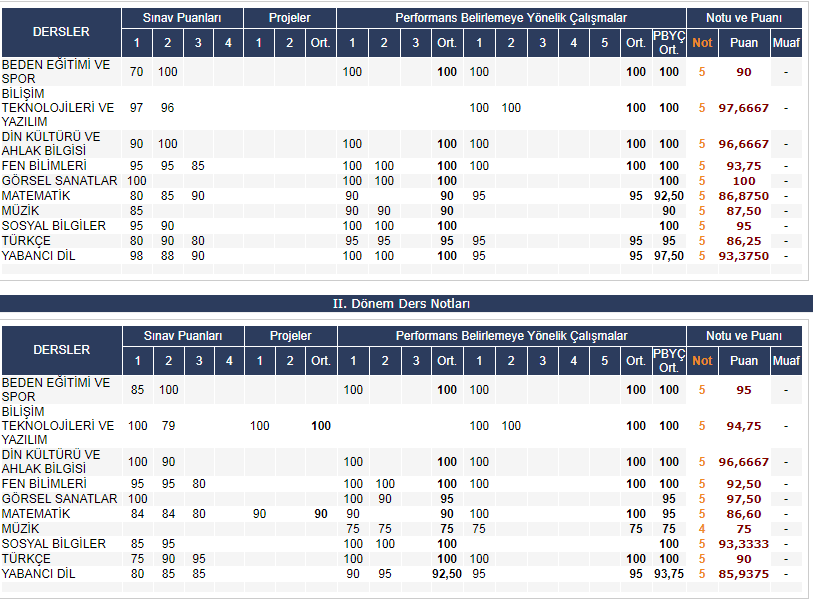 DERSLER Sınav Puanları Projeler Performans Belirlemeye Yönelik Çalışmalar Notu ve Puanı
1 2 3 4 1 2 Ort. 1 2 3 Ort. 1 2 3 4 5 Ort. PBYÇ Ort. Not Puan Muaf
BEDEN EĞİTİMİ VE
SPOR 70 100 100 100 100 100 100 5 90 -
BİLİŞİM
TEKNOLOJİLERİ VE 97 96 100 100 100 100 5 97,6667 -
YAZILIM
DİN KÜLTÜRÜ VE
AHLAK BİLGİSİ 90 100 100 100 100 100 100 5 96,6667 -
FEN BİLİMLERİ 95 95 85 100 100 100 100 100 100 5 93,75 -
GÖRSEL SANATLAR 100 100 100 100 100 5 100 -
MATEMATİK 80 85 90 90 90 95 95 92,50 5 86,8750 -
MÜZİK 85 90 90 90 90 5 87,50 -
SOSYAL BİLGİLER 95 90 100 100 100 100 5 95 -
TÜRKÇE 80 90 80 95 95 95 95 95 95 5 86,25 -
YABANCI DİL 98 88 90 100 100 100 95 95 97,50 5 93,3750 -
II. Dönem Ders Notları
DERSLER Sınav Puanları Projeler Performans Belirlemeye Yönelik Çalışmalar Notu ve Puanı
1 2 3 4 1 2 Ort. 1 2 3 Ort. 1 2 3 4 5 Ort. PBYÇ Ort. Not Puan Muaf
BEDEN EĞİTİMİ VE
SPOR 85 100 100 100 100 100 100 5 95 -
BİLİŞİM
TEKNOLOJİLERİ VE 100 79 100 100 100 100 100 100 5 94,75 -
YAZILIM
DİN KÜLTÜRÜ VE
AHLAK BİLGİSİ 100 90 100 100 100 100 100 5 96,6667 -
FEN BİLİMLERİ 95 95 80 100 100 100 100 100 100 5 92,50 -
GÖRSEL SANATLAR 100 100 90 95 95 5 97,50 -
MATEMATİK 84 84 80 90 90 90 90 100 100 95 5 86,60 -
MÜZİK 75 75 75 75 75 75 4 75 -
SOSYAL BİLGİLER 85 95 100 100 100 100 5 93,3333 -
TÜRKÇE 75 90 95 100 100 100 100 100 5 90 -
YABANCI DİL 80 85 85 90 95 92,50 95 95 93,75 5 85,9375 -